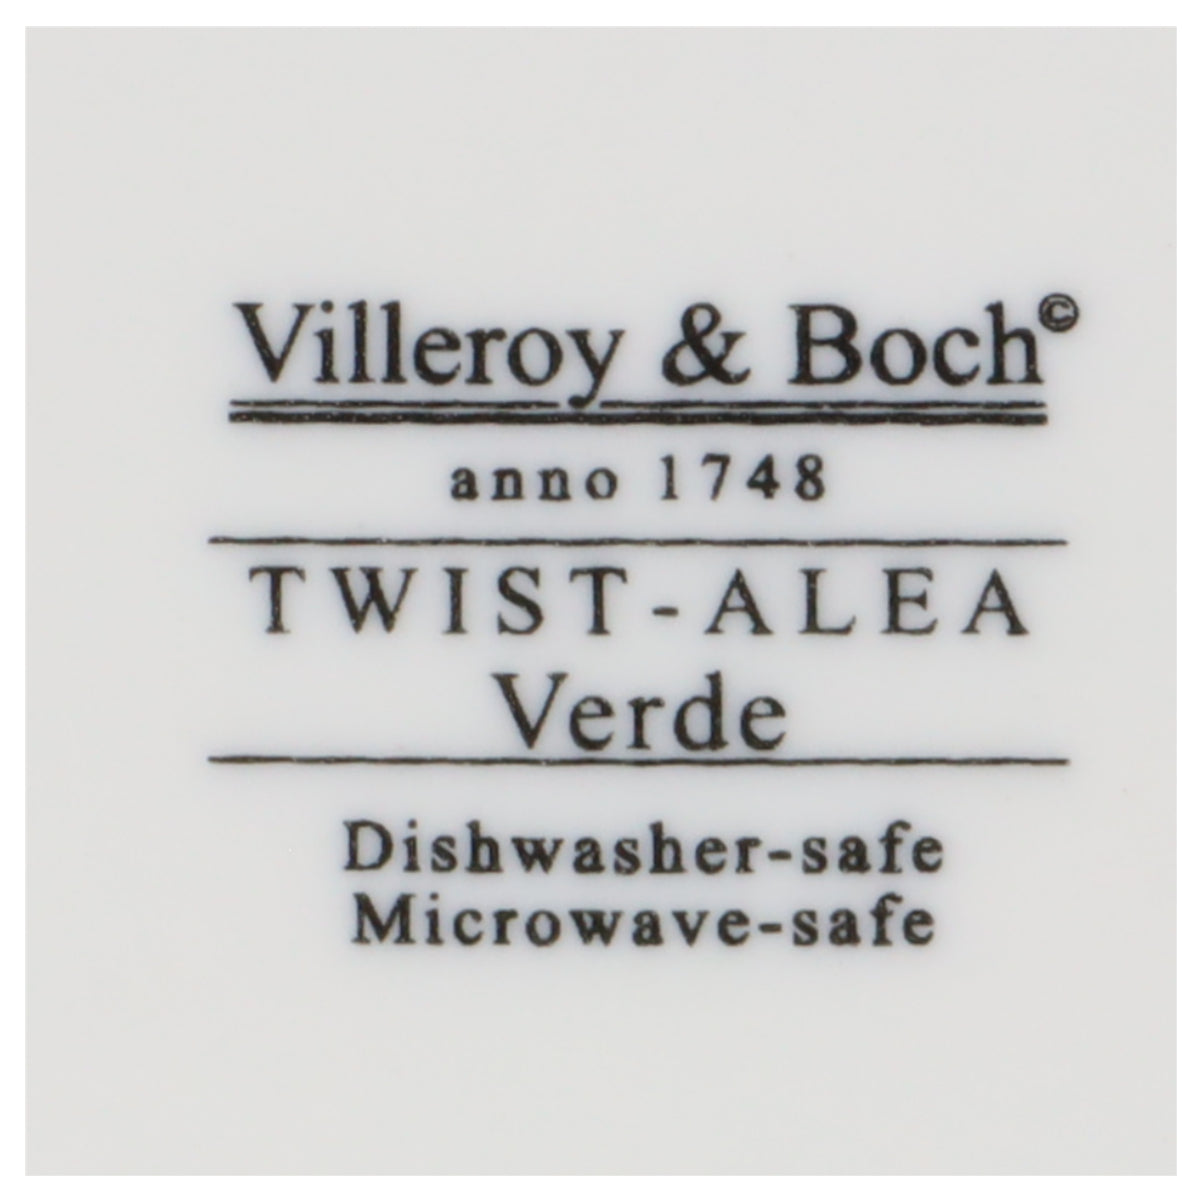 Villeroy & Boch©
anno 1748
TWIST-ALEA
Verde
Dishwasher-safe
Microwave-safe